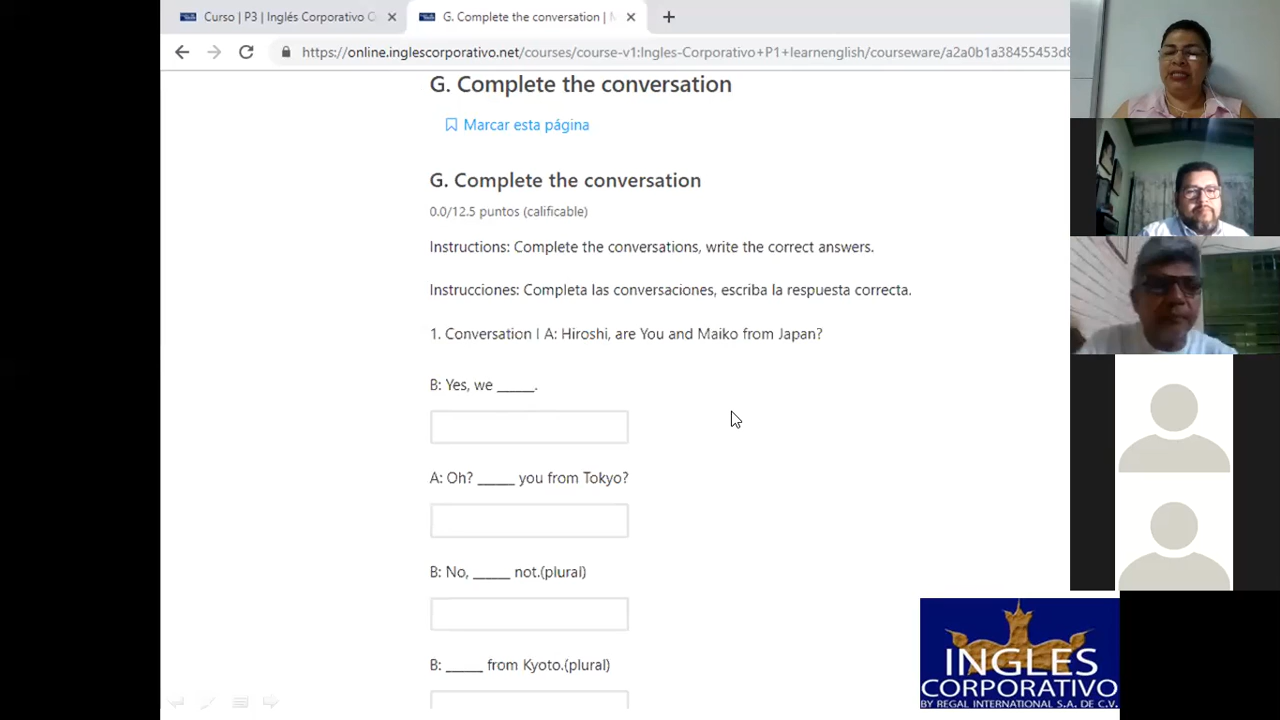 Curso | P3 | Inglés Corporativo
G. Complete the conversation |
https://online.inglescorporativo.net/courses/course-v1:Ingles-Corporativo+P1+learnenglish/courseware/a2a0b1a38455453d8
G. Complete the conversation
Marcar esta página
G. Complete the conversation
0.0/12.5 puntos (calificable)
Instructions: Complete the conversations, write the correct answers.
Instrucciones: Completa las conversaciones, escriba la respuesta correcta.
1. Conversation | A: Hiroshi, are You and Maiko from Japan?
B: Yes, we _____.
A: Oh? _____ you from Tokyo?
B: No, _____ not.(plural)
B: _____ from Kyoto.(plural)
INGLES
CORPORATIVO
BY REGAL INTERNATIONAL S.A. DE C.V.